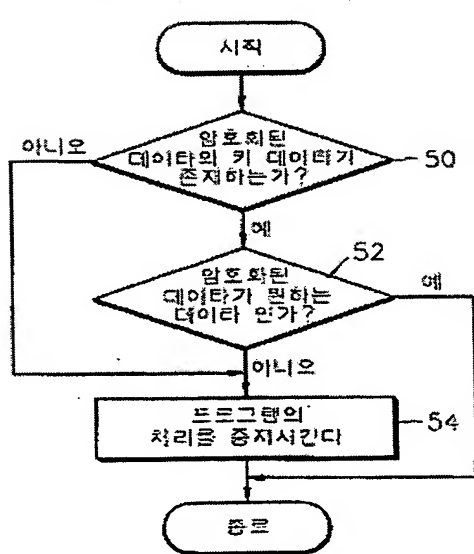 시작
암호화된
데이타의 키 데이타가
존재하는가?
50
아니오
예
52
암호화된
데이타가 원하는
데이타 인가?
예
아니오
프로그램의
처리를 중지시킨다
54
종료